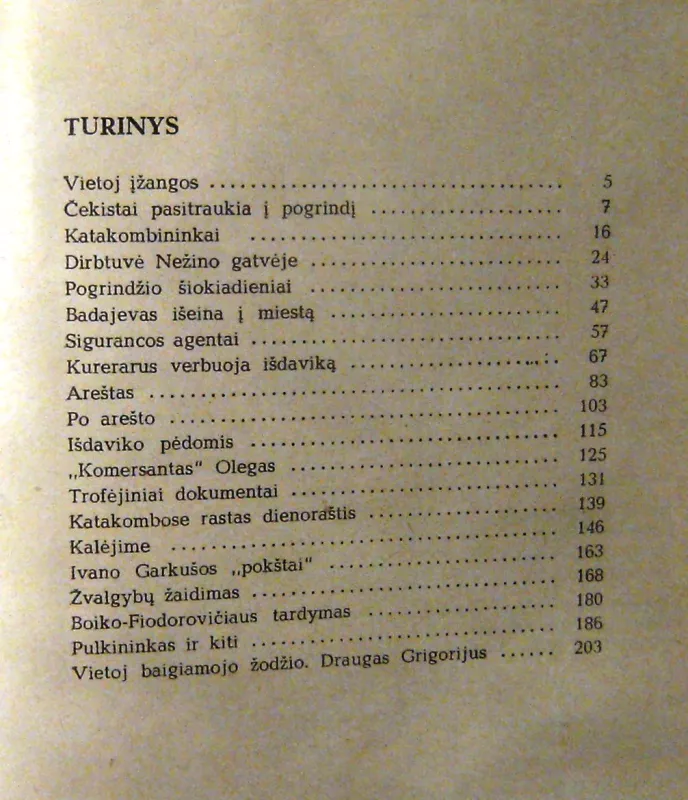 TURINYS
Vietoj įžangos 5
Čekistai pasitraukia į pogrindį 7
Katakombininkai 16
Dirbtuvė Nežino gatvėje 24
Pogrindžio šiokiadieniai 33
Badajevas išeina į miestą 47
Sigurancos agentai 57
Kurerarus verbuoja išdaviką 67
Areštas 83
Po arešto 103
Išdaviko pėdomis 115
„Komersantas" Olegas 125
Trofėjiniai dokumentai 131
Katakombose rastas dienoraštis 139
Kalėjime 146
Ivano Garkušos „pokštai" 163
Žvalgybų žaidimas 168
Boiko-Fiodorovičiaus tardymas 180
Pulkininkas ir kiti 186
Vietoj baigiamojo žodžio. Draugas Grigorijus 203